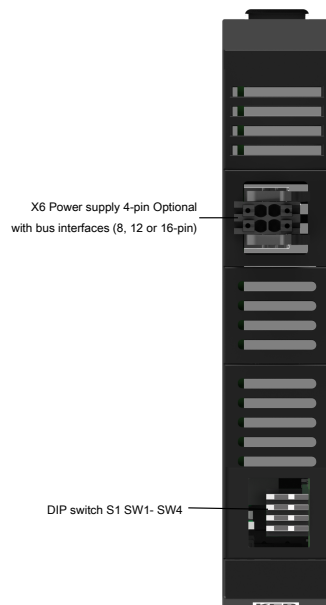 X6 Power supply 4-pin Optional
with bus interfaces (8, 12 or 16-pin)
DIP switch S1 SW1- SW4